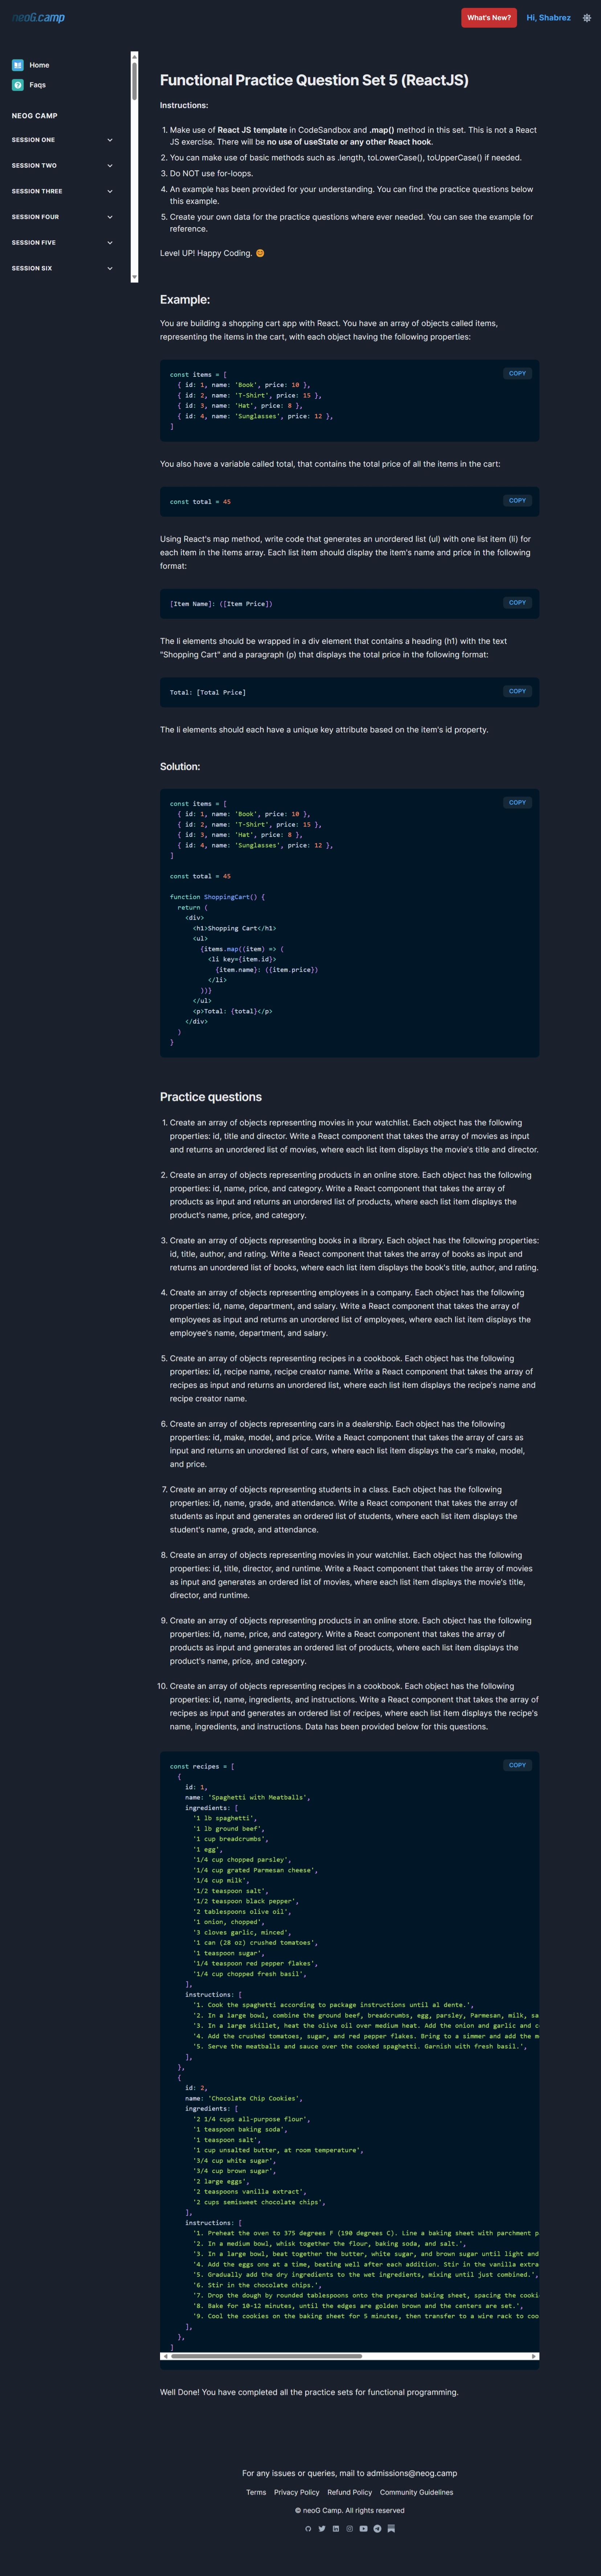 neoG.camp
What's New?
Hi, Shabrez
Home
Faqs
NEOG CAMP
SESSION ONE
SESSION TWO
SESSION THREE
SESSION FOUR
SESSION FIVE
SESSION SIX
Functional Practice Question Set 5 (ReactJS)
Instructions:
1. Make use of React JS template in CodeSandbox and .map() method in this set. This is not a React
JS exercise. There will be no use of useState or any other React hook.
2. You can make use of basic methods such as .length, toLowerCase(), toUpperCase() if needed.
3. Do NOT use for-loops.
4. An example has been provided for your understanding. You can find the practice questions below
this example.
5. Create your own data for the practice questions where ever needed. You can see the example for
reference.
Level UP! Happy Coding. 😊
Example:
You are building a shopping cart app with React. You have an array of objects called items,
representing the items in the cart, with each object having the following properties:
COPY
const items = [
{ id: 1, name: 'Book', price: 10 },
{ id: 2, name: 'T-Shirt', price: 15 },
{ id: 3, name: 'Hat', price: 8 },
{ id: 4, name: 'Sunglasses', price: 12 },
]
You also have a variable called total, that contains the total price of all the items in the cart:
const total = 45
COPY
Using React's map method, write code that generates an unordered list (ul) with one list item (li) for
each item in the items array. Each list item should display the item's name and price in the following
format:
[Item Name]: ([Item Price])
COPY
The li elements should be wrapped in a div element that contains a heading (h1) with the text
"Shopping Cart" and a paragraph (p) that displays the total price in the following format:
Total: [Total Price]
COPY
The li elements should each have a unique key attribute based on the item's id property.
Solution:
COPY
const items = [
{ id: 1, name: 'Book', price: 10 },
{ id: 2, name: 'T-Shirt', price: 15 },
{ id: 3, name: 'Hat', price: 8 },
{ id: 4, name: 'Sunglasses', price: 12 },
]
const total = 45
function ShoppingCart() {
return (
<div>
<h1>Shopping Cart</h1>
<ul>
{items.map((item) => (
<li key={item.id}>
{item.name}: ({item.price})
</li>
))}
</ul>
<p>Total: {total}</p>
</div>
)
}
Practice questions
1. Create an array of objects representing movies in your watchlist. Each object has the following
properties: id, title and director. Write a React component that takes the array of movies as input
and returns an unordered list of movies, where each list item displays the movie's title and director.
2. Create an array of objects representing products in an online store. Each object has the following
properties: id, name, price, and category. Write a React component that takes the array of
products as input and returns an unordered list of products, where each list item displays the
product's name, price, and category.
3. Create an array of objects representing books in a library. Each object has the following properties:
id, title, author, and rating. Write a React component that takes the array of books as input and
returns an unordered list of books, where each list item displays the book's title, author, and rating.
4. Create an array of objects representing employees in a company. Each object has the following
properties: id, name, department, and salary. Write a React component that takes the array of
employees as input and returns an unordered list of employees, where each list item displays the
employee's name, department, and salary.
5. Create an array of objects representing recipes in a cookbook. Each object has the following
properties: id, recipe name, recipe creator name. Write a React component that takes the array of
recipes as input and returns an unordered list, where each list item displays the recipe's name and
recipe creator name.
6. Create an array of objects representing cars in a dealership. Each object has the following
properties: id, make, model, and price. Write a React component that takes the array of cars as
input and returns an unordered list of cars, where each list item displays the car's make, model,
and price.
7. Create an array of objects representing students in a class. Each object has the following
properties: id, name, grade, and attendance. Write a React component that takes the array of
students as input and generates an ordered list of students, where each list item displays the
student's name, grade, and attendance.
8. Create an array of objects representing movies in your watchlist. Each object has the following
properties: id, title, director, and runtime. Write a React component that takes the array of movies
as input and generates an ordered list of movies, where each list item displays the movie's title,
director, and runtime.
9. Create an array of objects representing products in an online store. Each object has the following
properties: id, name, price, and category. Write a React component that takes the array of
products as input and generates an ordered list of products, where each list item displays the
product's name, price, and category.
10. Create an array of objects representing recipes in a cookbook. Each object has the following
properties: id, name, ingredients, and instructions. Write a React component that takes the array of
recipes as input and generates an ordered list of recipes, where each list item displays the recipe's
name, ingredients, and instructions. Data has been provided below for this questions.
COPY
const recipes = [
{
id: 1,
name: 'Spaghetti with Meatballs',
ingredients: [
'1 lb spaghetti',
'1 lb ground beef',
'1 cup breadcrumbs',
'1 egg',
'1/4 cup chopped parsley',
'1/4 cup grated Parmesan cheese',
'1/4 cup milk',
'1/2 teaspoon salt',
'1/2 teaspoon black pepper',
'2 tablespoons olive oil',
'1 onion, chopped',
'3 cloves garlic, minced',
'1 can (28 oz) crushed tomatoes',
'1 teaspoon sugar',
'1/4 teaspoon red pepper flakes',
'1/4 cup chopped fresh basil',
],
instructions: [
'1. Cook the spaghetti according to package instructions until al dente.',
'2. In a large bowl, combine the ground beef, breadcrumbs, egg, parsley, Parmesan, milk, sa
'3. In a large skillet, heat the olive oil over medium heat. Add the onion and garlic and c
'4. Add the crushed tomatoes, sugar, and red pepper flakes. Bring to a simmer and add the m
'5. Serve the meatballs and sauce over the cooked spaghetti. Garnish with fresh basil.',
],
},
{
id: 2,
name: 'Chocolate Chip Cookies',
ingredients: [
'2 1/4 cups all-purpose flour',
'1 teaspoon baking soda',
'1 teaspoon salt',
'1 cup unsalted butter, at room temperature',
'3/4 cup white sugar',
'3/4 cup brown sugar',
'2 large eggs',
'2 teaspoons vanilla extract',
'2 cups semisweet chocolate chips',
],
instructions: [
'1. Preheat the oven to 375 degrees F (190 degrees C). Line a baking sheet with parchment p
'2. In a medium bowl, whisk together the flour, baking soda, and salt.',
'3. In a large bowl, beat together the butter, white sugar, and brown sugar until light and
'4. Add the eggs one at a time, beating well after each addition. Stir in the vanilla extra
'5. Gradually add the dry ingredients to the wet ingredients, mixing until just combined.',
'6. Stir in the chocolate chips.',
'7. Drop the dough by rounded tablespoons onto the prepared baking sheet, spacing the cooki
'8. Bake for 10-12 minutes, until the edges are golden brown and the centers are set.',
'9. Cool the cookies on the baking sheet for 5 minutes, then transfer to a wire rack to coo
],
},
]
Well Done! You have completed all the practice sets for functional programming.
For any issues or queries, mail to admissions@neog.camp
Terms Privacy Policy Refund Policy Community Guidelines
© neoG Camp. All rights reserved